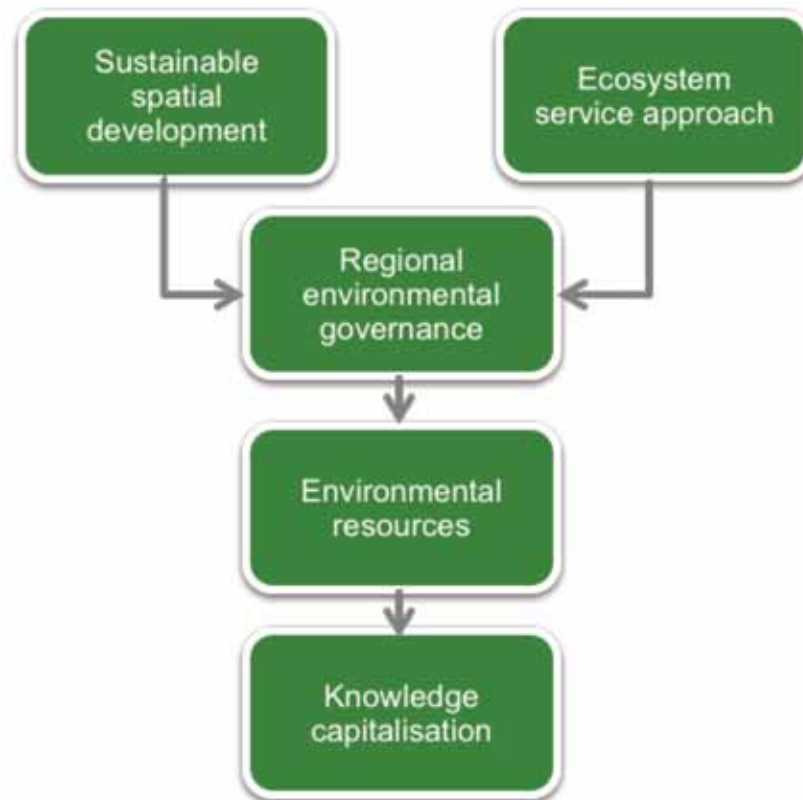 Sustainable
spatial
development
Ecosystem
service approach
Regional
environmental
governance
Environmental
resources
Knowledge
capitalisation